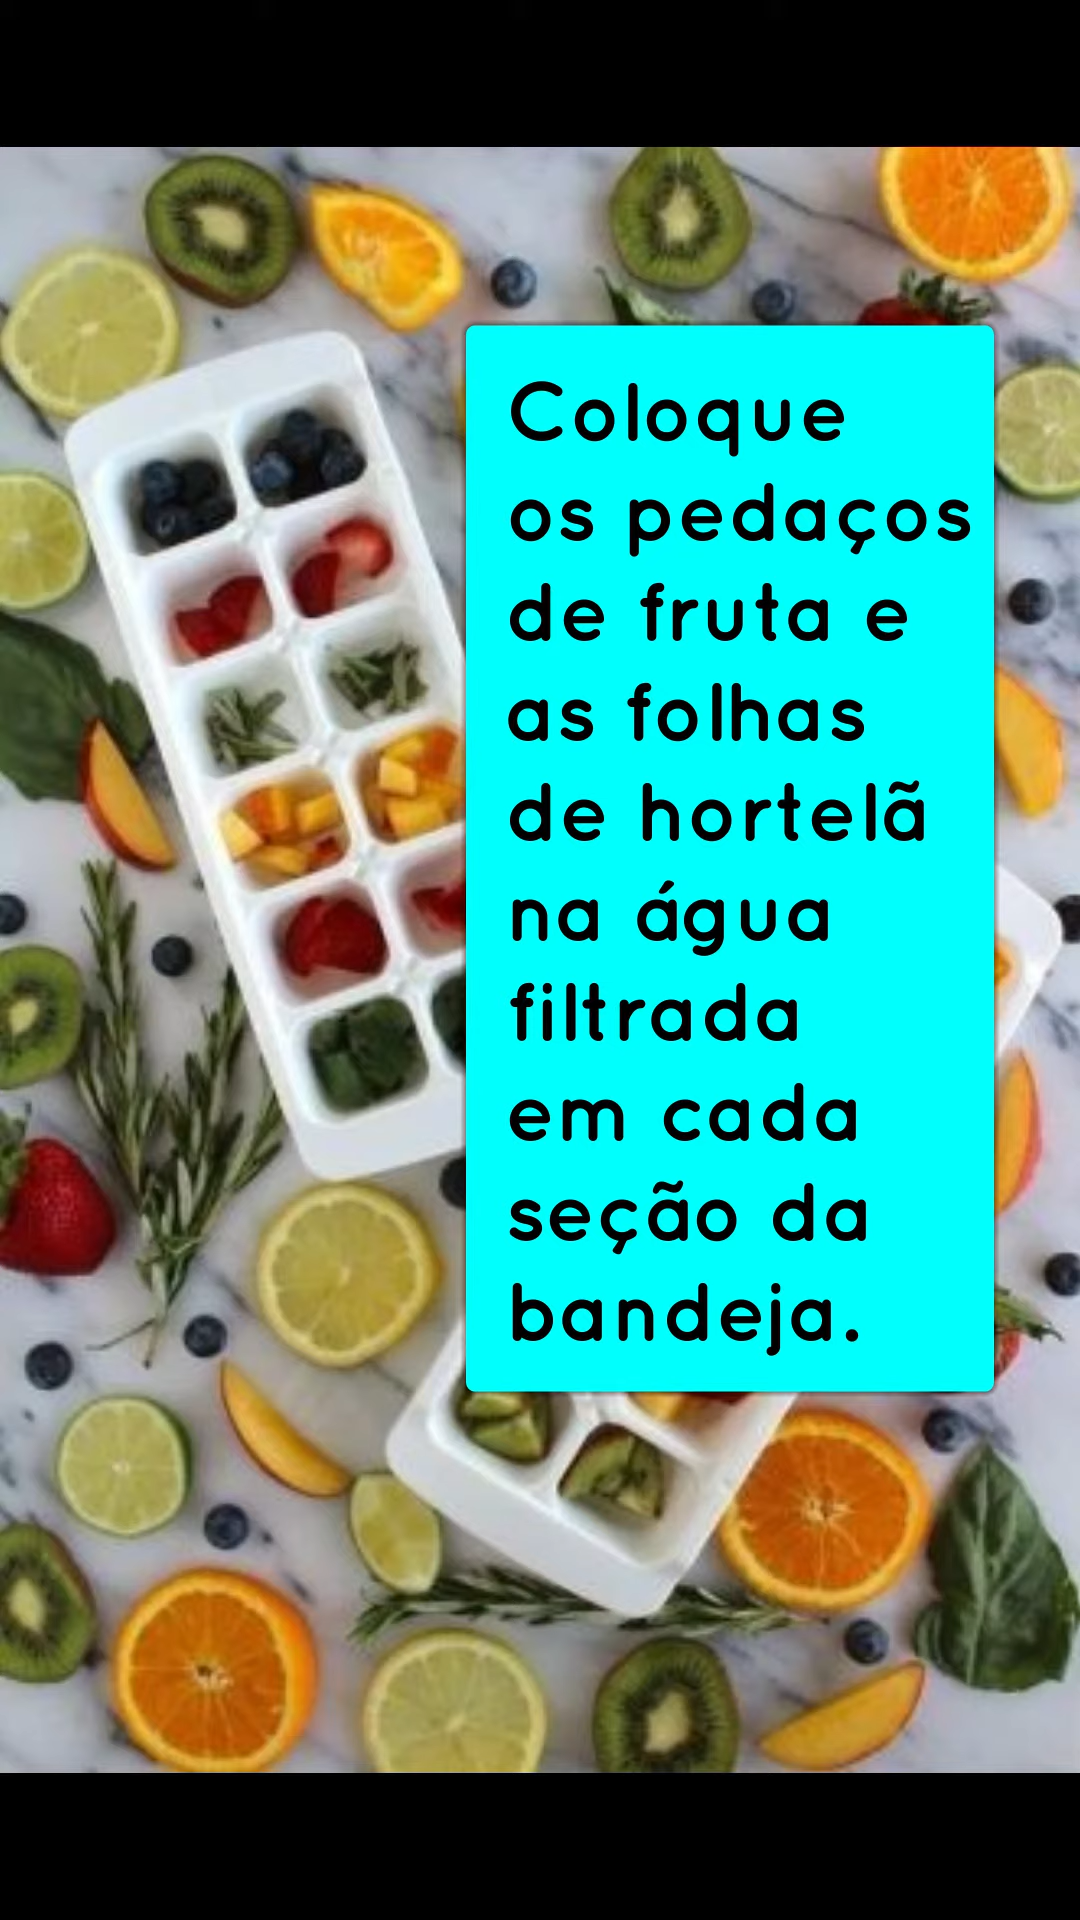 Coloque
os pedaços
de fruta e
as folhas
de hortelã
na água
filtrada
em cada
seção da
bandeja.